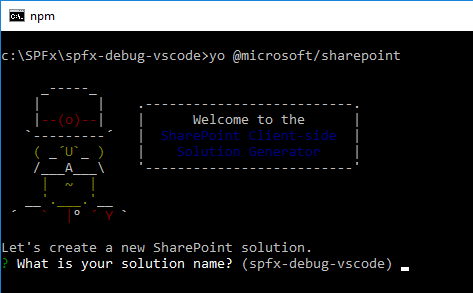 npm
c:\SPFx\spfx-debug-vscode>yo @microsoft/sharepoint
Welcome to the
SharePoint Client-side
Solution Generator
Let's create a new SharePoint solution.
? What is your solution name? (spfx-debug-vscode)